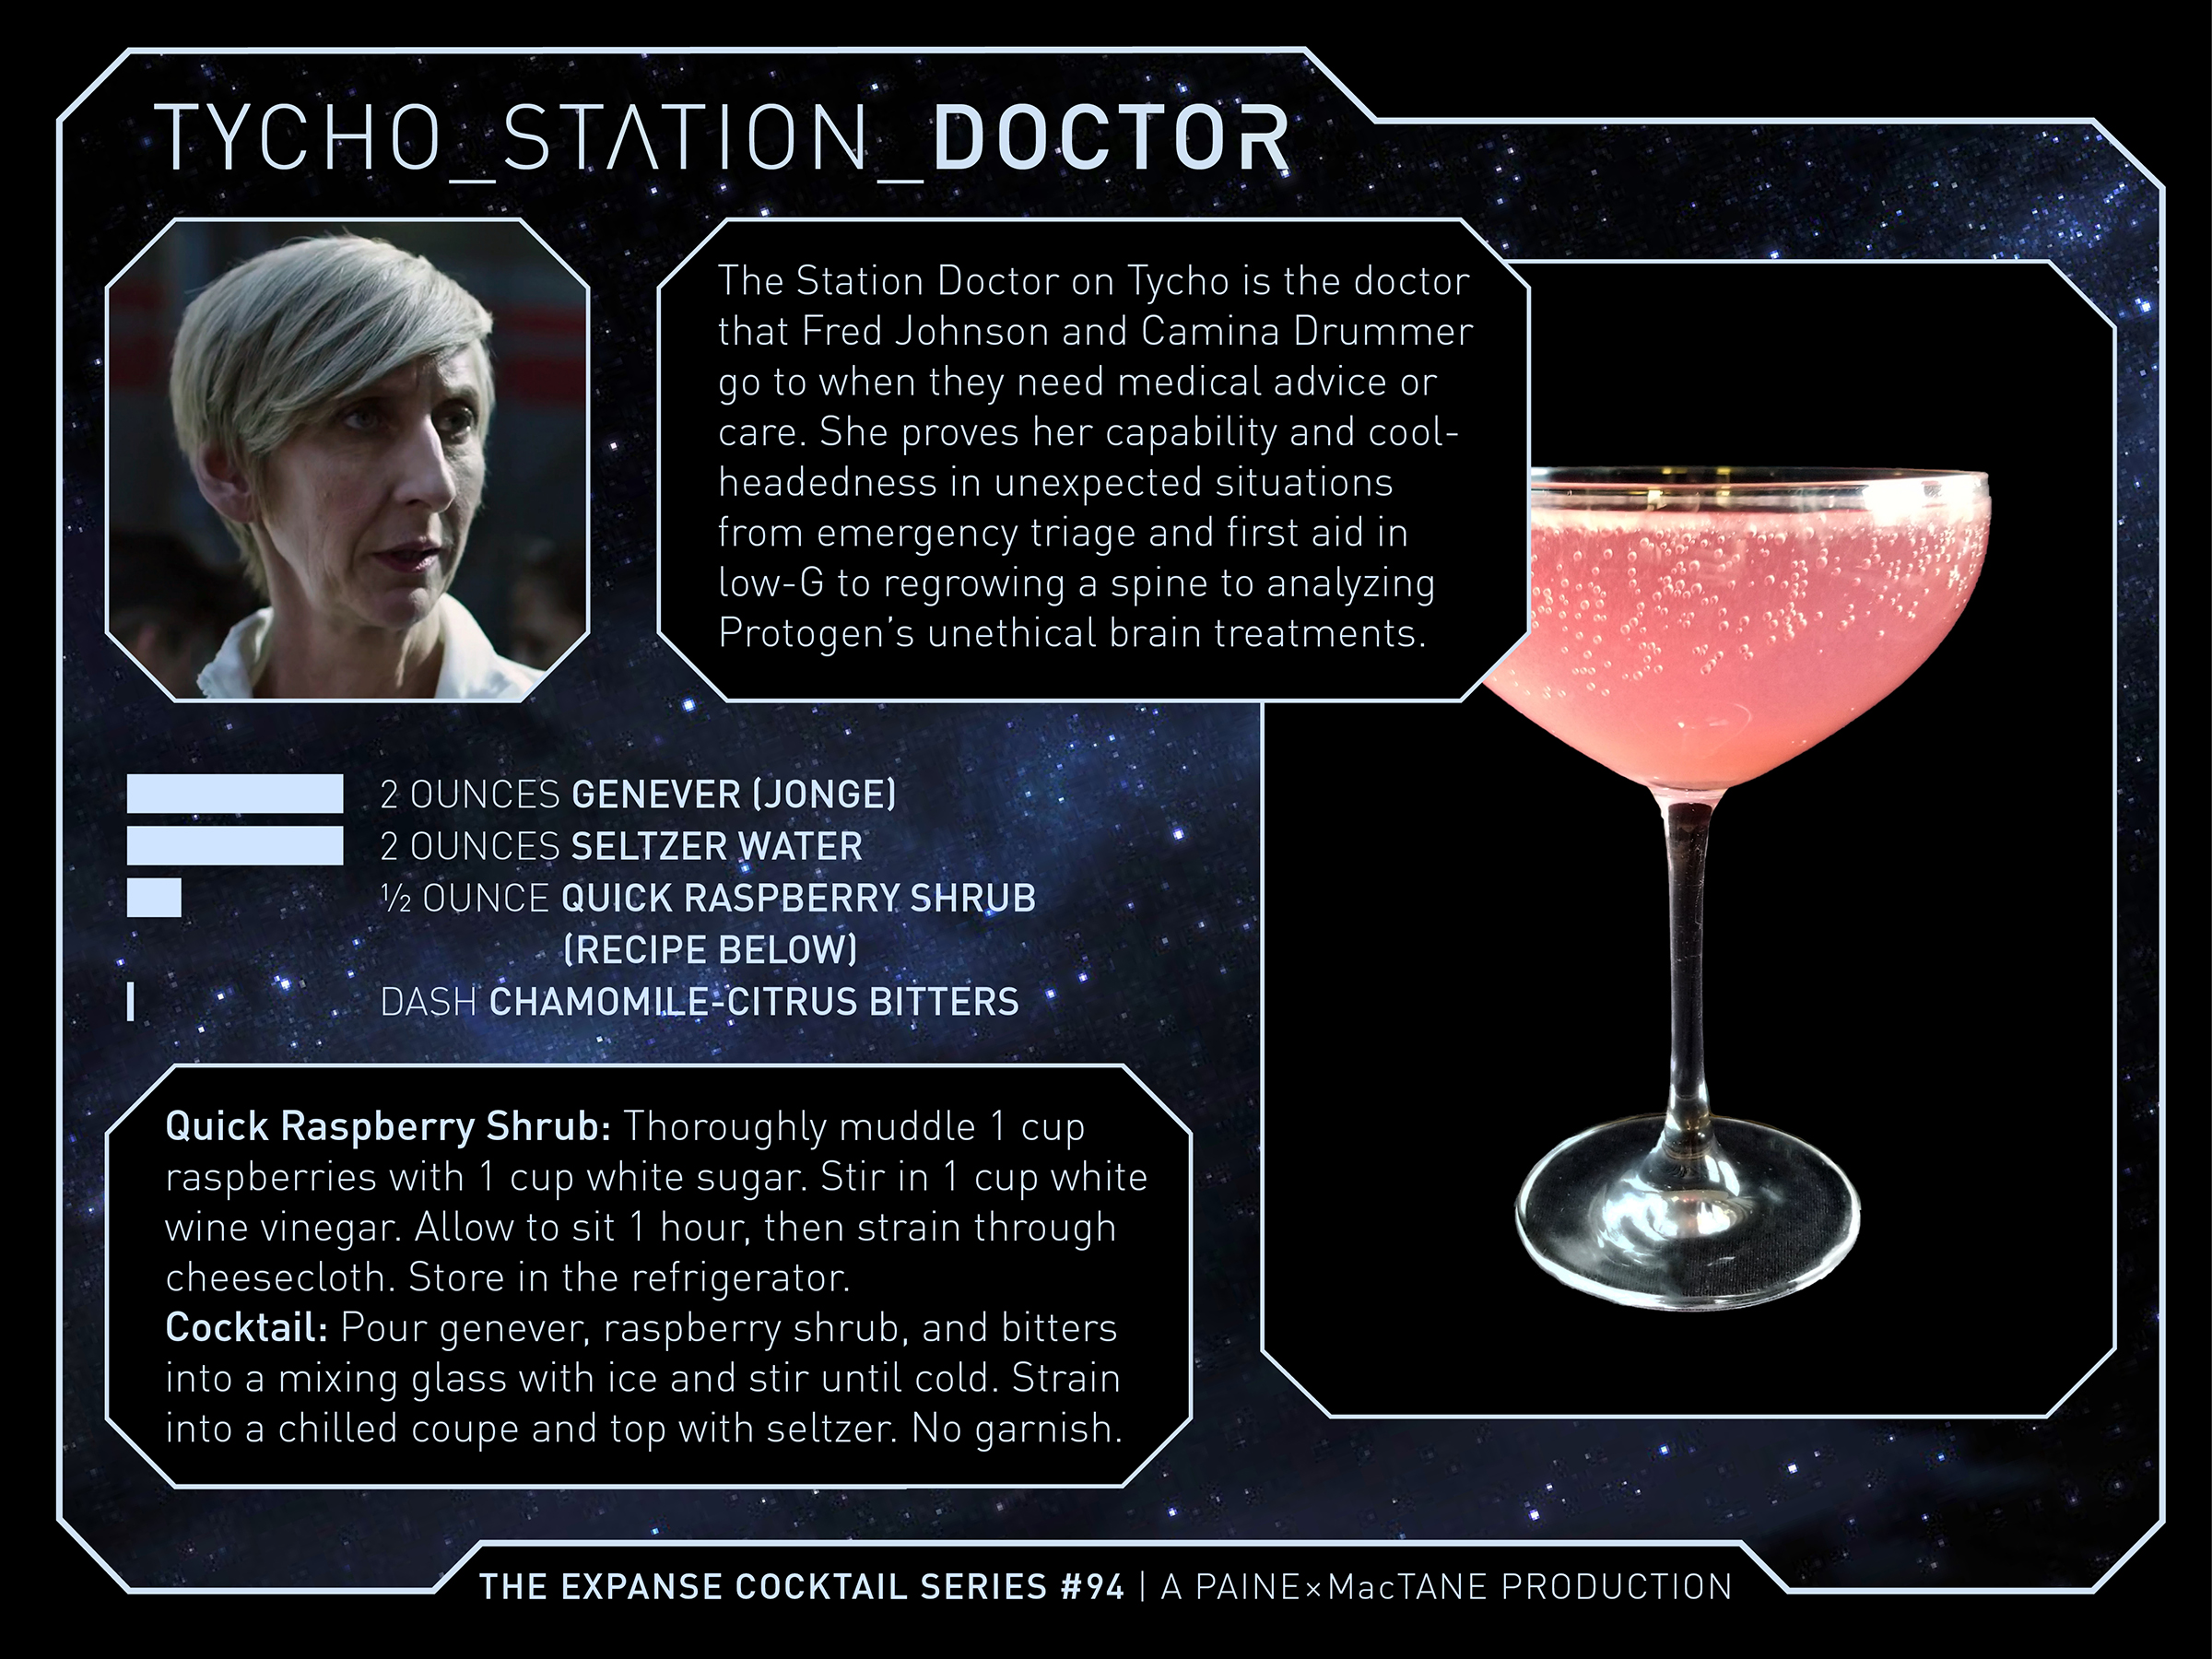 TYCHO_STATION_DOCTOR
The Station Doctor on Tycho is the doctor
that Fred Johnson and Camina Drummer
go to when they need medical advice or
care. She proves her capability and cool-
headedness in unexpected situations
from emergency triage and first aid in
low-G to regrowing a spine to analyzing
Protogen’s unethical brain treatments.
2 OUNCES GENEVER (JONGE)
2 OUNCES SELTZER WATER
½ OUNCE QUICK RASPBERRY SHRUB
(RECIPE BELOW)
DASH CHAMOMILE-CITRUS BITTERS
Quick Raspberry Shrub: Thoroughly muddle 1 cup
raspberries with 1 cup white sugar. Stir in 1 cup white
wine vinegar. Allow to sit 1 hour, then strain through
cheesecloth. Store in the refrigerator.
Cocktail: Pour genever, raspberry shrub, and bitters
into a mixing glass with ice and stir until cold. Strain
into a chilled coupe and top with seltzer. No garnish.
THE EXPANSE COCKTAIL SERIES #94 | A PAINE×MacTANE PRODUCTION